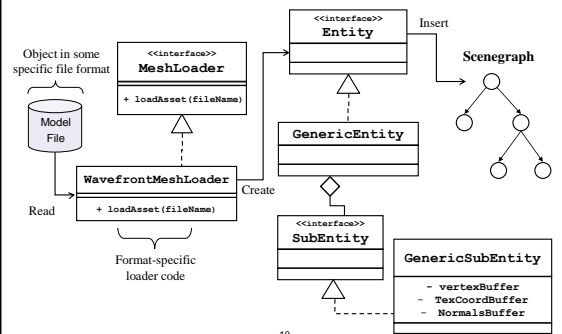 Object in some
specific file format
Model
File
Read
<<interface>>
MeshLoader
+ loadAsset(fileName)
WavefrontMeshLoader
+ loadAsset(fileName)
Format-specific
loader code
Create
<<interface>>
Entity
Insert
Scenegraph
GenericEntity
<<interface>>
SubEntity
GenericSubEntity
- vertexBuffer
- TexCoordBuffer
- NormalsBuffer